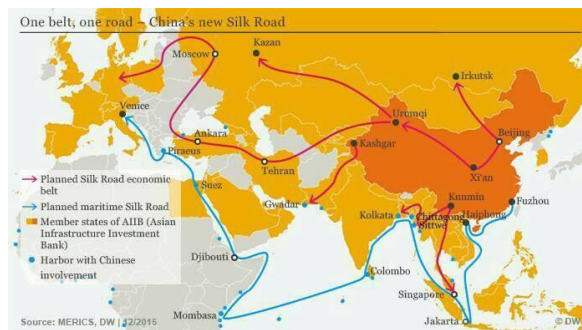 One belt, one road – China's new Silk Road
Kazan
Moscow
Irkutsk
Venice
Urumqi
Ankara
Beijing
Piraeus
Kashgar
Tehran
Xi'an
Planned Silk Road economic
belt
Suez
Gwadar
Kunmin
Fuzhou
Planned maritime Silk Road
Kolkata
Chittagong
Haiphong
Sittwe
Member states of AIIB (Asian
Infrastructure Investment
Bank)
Harbor with Chinese
involvement
Djibouti
Colombo
Singapore
Mombasa
Jakarta
Source: MERICS, DW | 12/2015
© DW